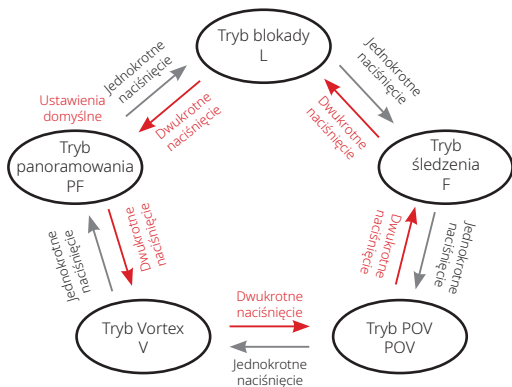 Tryb blokady
L
Jednokrotne
naciśnięcie
Jednokrotne
naciśnięcie
Dwukrotne
naciśnięcie
Dwukrotne
naciśnięcie
Ustawienia
domyślne
Tryb
panoramowania
PF
Tryb
śledzenia
F
Jednokrotne
naciśnięcie
Dwukrotne
naciśnięcie
Dwukrotne
naciśnięcie
Jednokrotne
naciśnięcie
Tryb Vortex
V
Dwukrotne
naciśnięcie
Jednokrotne
naciśnięcie
Tryb POV
POV